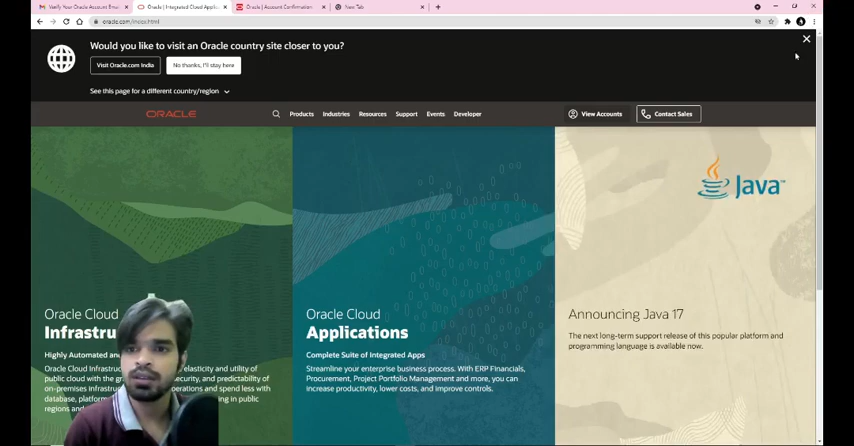 Verify Your Oracle Account Emai
Oracle | Integrated Cloud Applic
Oracle | Account Confirmation
New Tab
oracle.com/index.html
Would you like to visit an Oracle country site closer to you?
Visit Oracle.com India
No thanks, I'll stay here
See this page for a different country/region
ORACLE
Products
Industries
Resources
Support
Events
Developer
View Accounts
Contact Sales
Java
Oracle Cloud
Infrastru
Highly Automated an
Oracle Cloud Infrastruc elasticity and utility of
public cloud with the gra security, and predictability of
on-premises infrastruct operations and spend less with
database, platform ing in public
regions and
Oracle Cloud
Applications
Complete Suite of Integrated Apps
Streamline your enterprise business process. With ERP Financials,
Procurement, Project Portfolio Management and more, you can
increase productivity, lower costs, and improve controls.
Announcing Java 17
The next long-term support release of this popular platform and
programming language is available now.